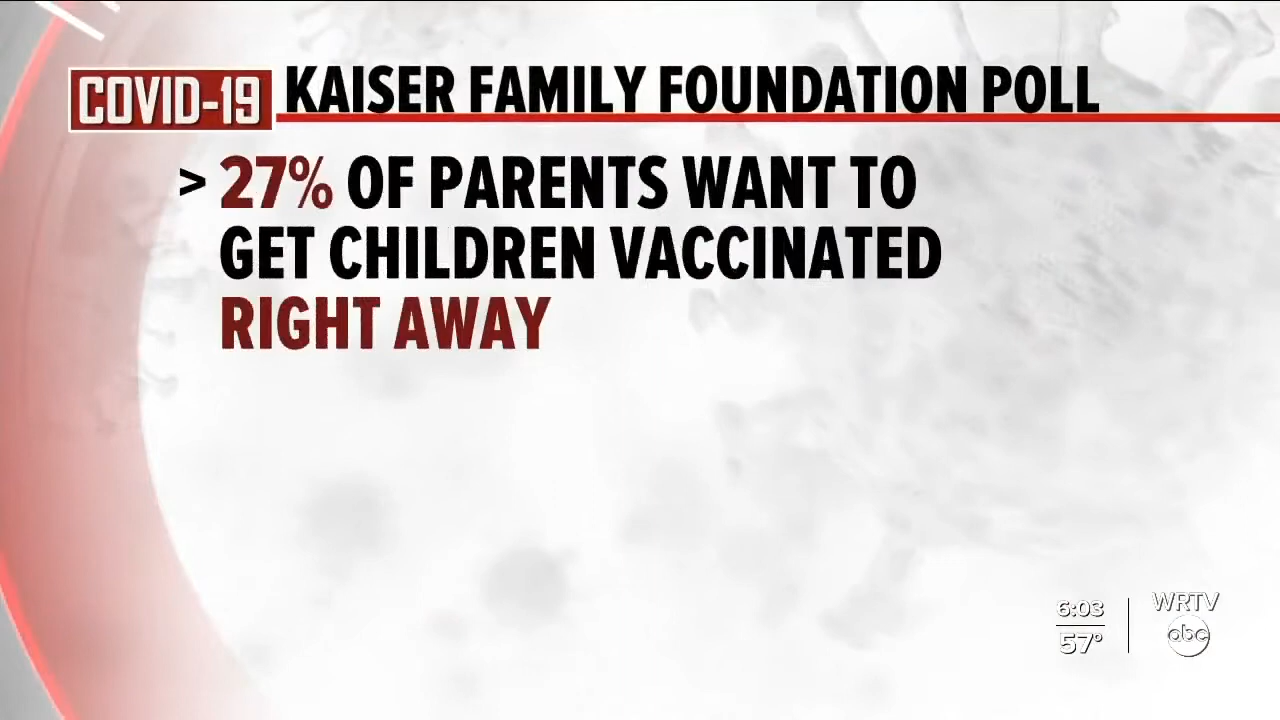 COVID-19 KAISER FAMILY FOUNDATION POLL
> 27% OF PARENTS WANT TO
GET CHILDREN VACCINATED
RIGHT AWAY
6:03
57°
WRTV
abc